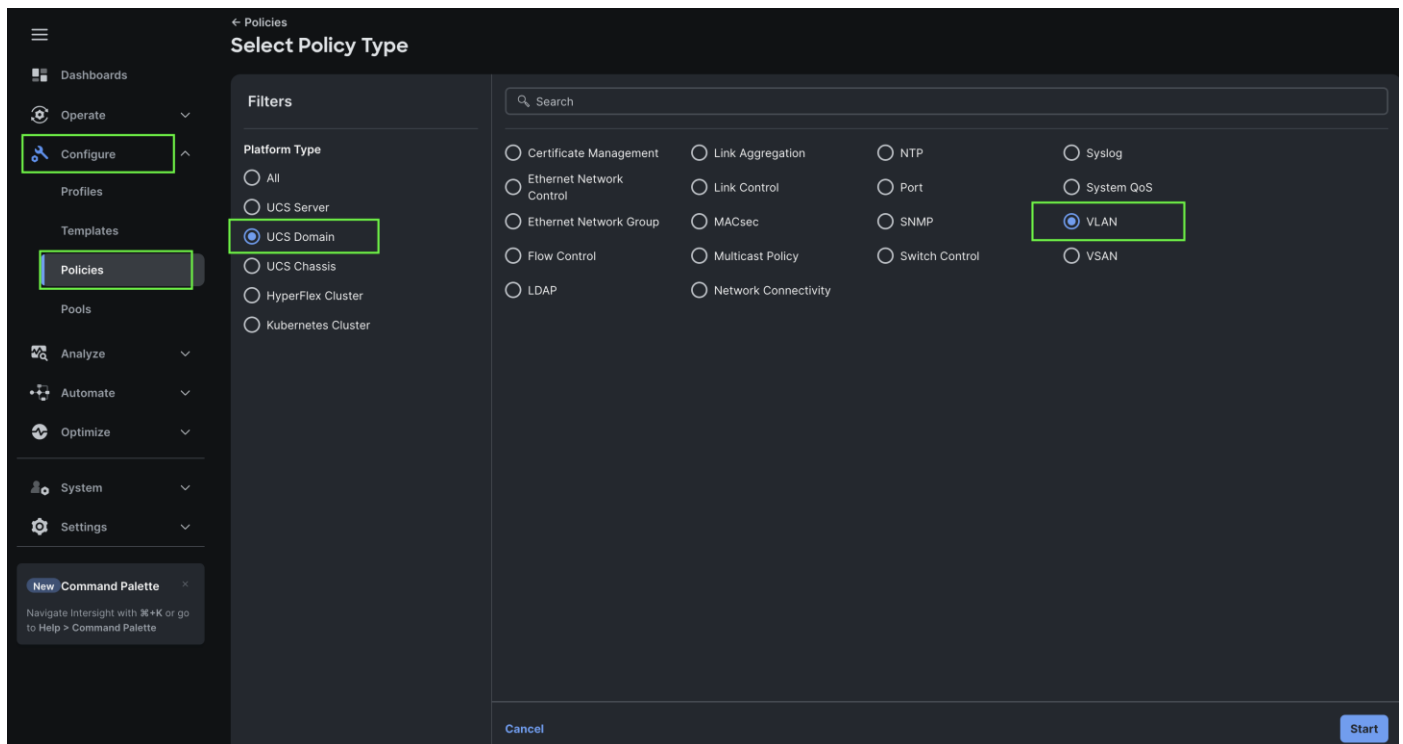 ← Policies
Select Policy Type
Dashboards
Operate
Configure
Profiles
Templates
Policies
Pools
Analyze
Automate
Optimize
System
Settings
New Command Palette ×
Navigate Intersight with ⌘+K or go
to Help > Command Palette
Filters
Platform Type
All
UCS Server
UCS Domain
UCS Chassis
HyperFlex Cluster
Kubernetes Cluster
Search
Certificate Management
Link Aggregation
NTP
Syslog
Ethernet Network
Control
Link Control
Port
System QoS
Ethernet Network Group
MACsec
SNMP
VLAN
Flow Control
Multicast Policy
Switch Control
VSAN
LDAP
Network Connectivity
Cancel
Start